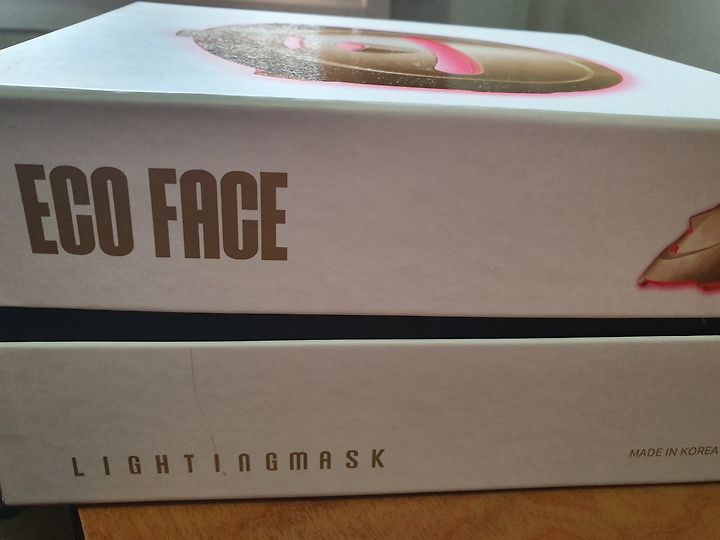 ECO FACE
LIGHTINGMASK
MADE IN KOREA